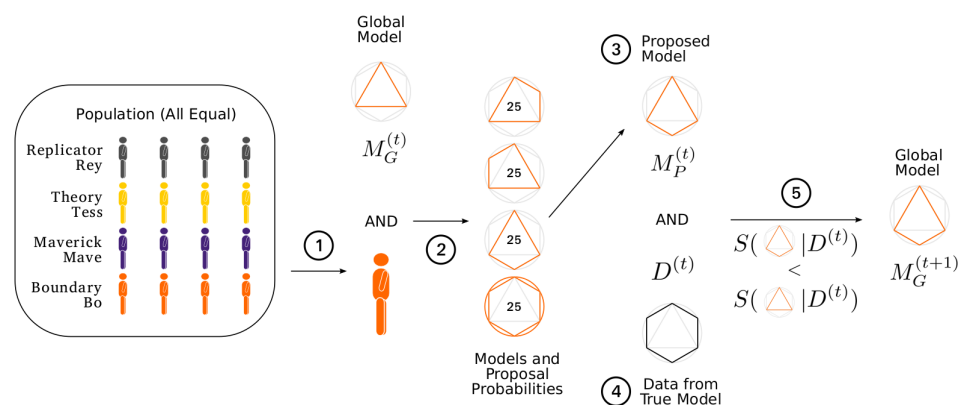 Population (All Equal)
Replicator
Rey
Theory
Tess
Maverick
Mave
Boundary
Bo
1
Global
Model
M_G^{(t)}
AND
2
25
25
25
25
Models and
Proposal
Probabilities
3 Proposed
Model
M_P^{(t)}
AND
D^{(t)}
4 Data from
True Model
5
S( |D^{(t)})
<
S( |D^{(t)})
Global
Model
M_G^{(t+1)}